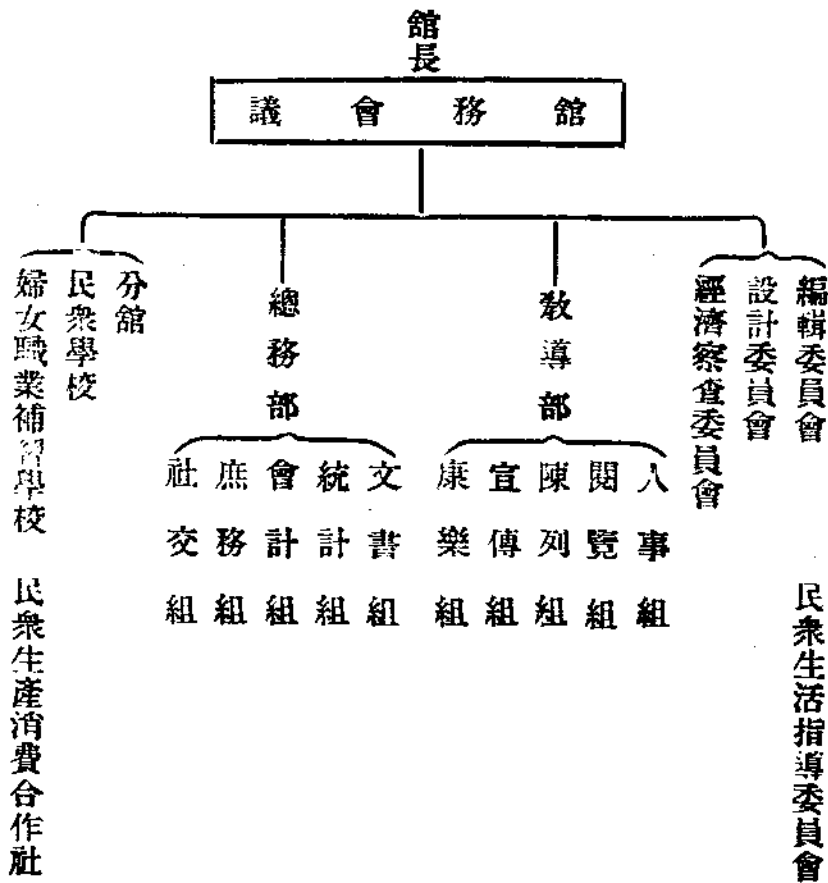 館長
館務會議
編輯委員會
設計委員會
經濟察查委員會
民衆生活指導委員會
教導部
人事組
閱覽組
陳列組
宣傳組
康樂組
總務部
文書組
統計組
會計組
庶務組
社交組
分館
民衆學校
婦女職業補習學校
民衆生產消費合作社